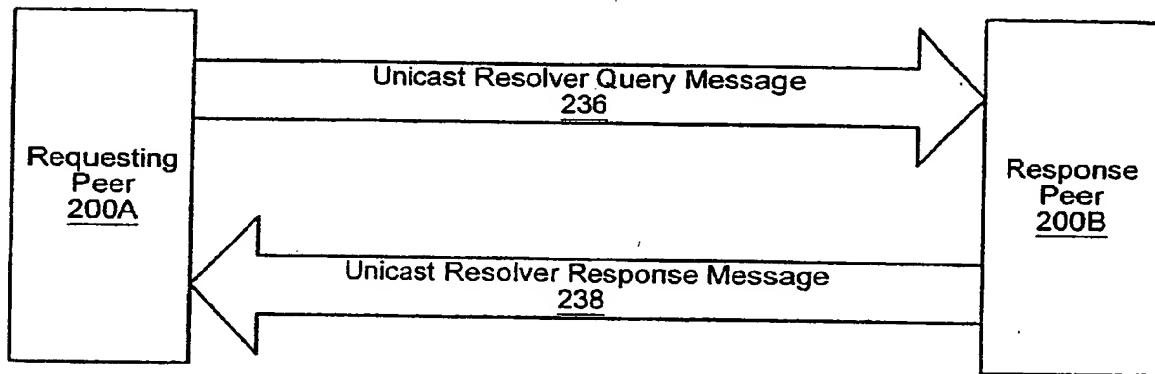 Unicast Resolver Query Message
236
Requesting
Peer
200A
Response
Peer
200B
Unicast Resolver Response Message
238